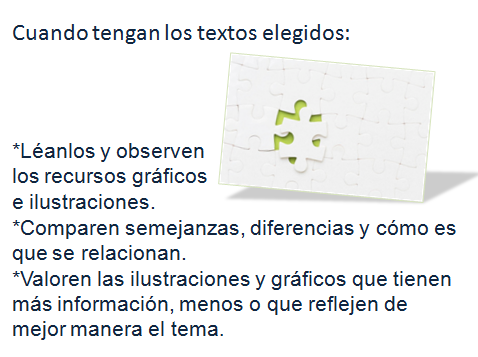 Cuando tengan los textos elegidos:
*Léanlos y observen
los recursos gráficos
e ilustraciones.
*Comparen semejanzas, diferencias y cómo es
que se relacionan.
*Valoren las ilustraciones y gráficos que tienen
más información, menos o que reflejen de
mejor manera el tema.